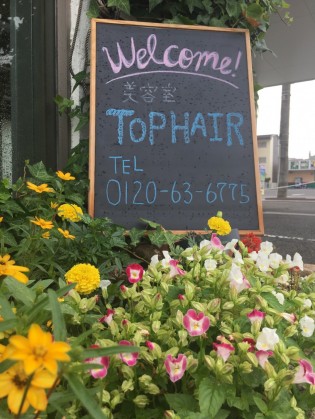 Welcome!
美容室
TOPHAIR
TEL
0120-63-6775